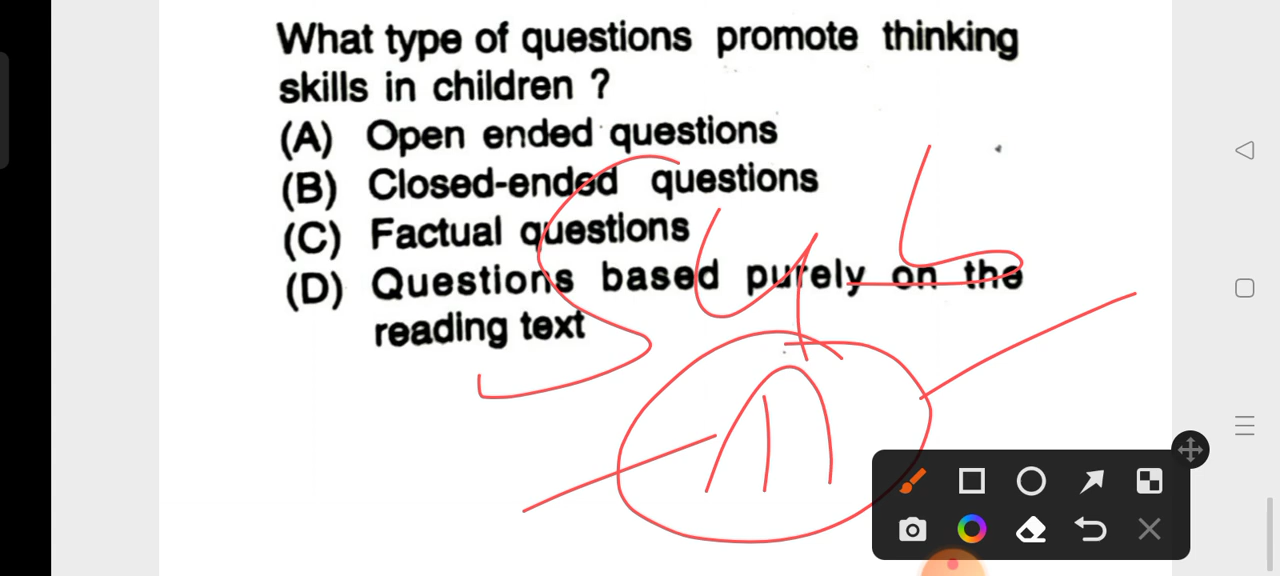 What type of questions promote thinking
skills in children ?
(A) Open ended questions
(B) Closed-ended questions
(C) Factual questions
(D) Questions based purely on the
reading text